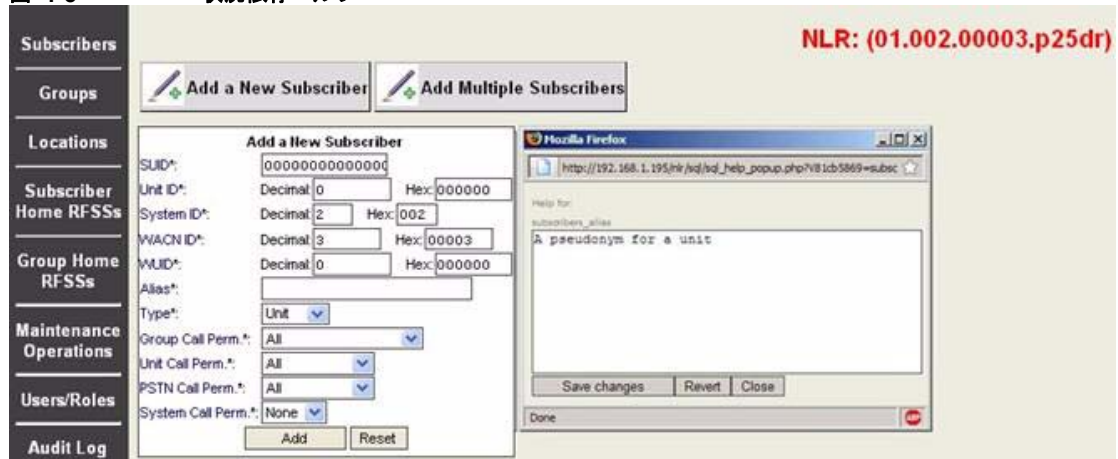 NLR: (01.002.00003.p25dr)
Subscribers
Groups
Locations
Subscriber
Home RFSSs
Group Home
RFSSs
Maintenance
Operations
Users/Roles
Audit Log
Add a New Subscriber
Add Multiple Subscribers
Add a New Subscriber
SUID*: 00000000000000
Unit ID*: Decimal: 0 Hex: 000000
System ID*: Decimal: 2 Hex: 002
WACN ID*: Decimal: 3 Hex: 00003
WUID*: Decimal: 0 Hex: 000000
Alias*:
Type*: Unit
Group Call Perm.*: All
Unit Call Perm.*: All
PSTN Call Perm.*: All
System Call Perm.*: None
Add Reset
Mozilla Firefox
Help for:
subscribers_alias
A pseudonym for a unit
Save changes Revert Close
Done